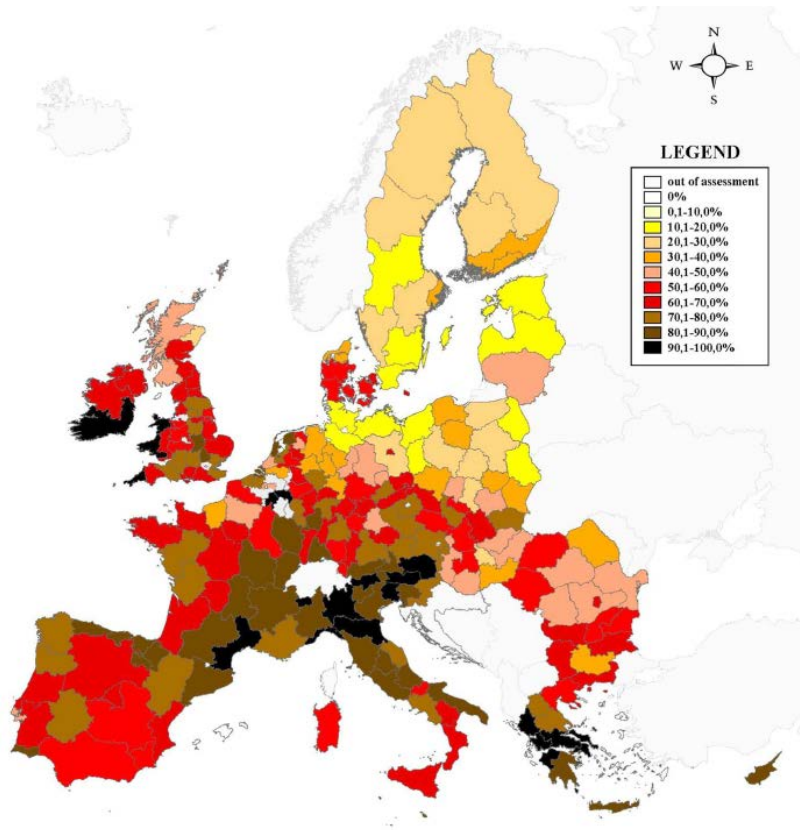 N
W E
S
LEGEND
out of assessment
0%
0,1-10,0%
10,1-20,0%
20,1-30,0%
30,1-40,0%
40,1-50,0%
50,1-60,0%
60,1-70,0%
70,1-80,0%
80,1-90,0%
90,1-100,0%